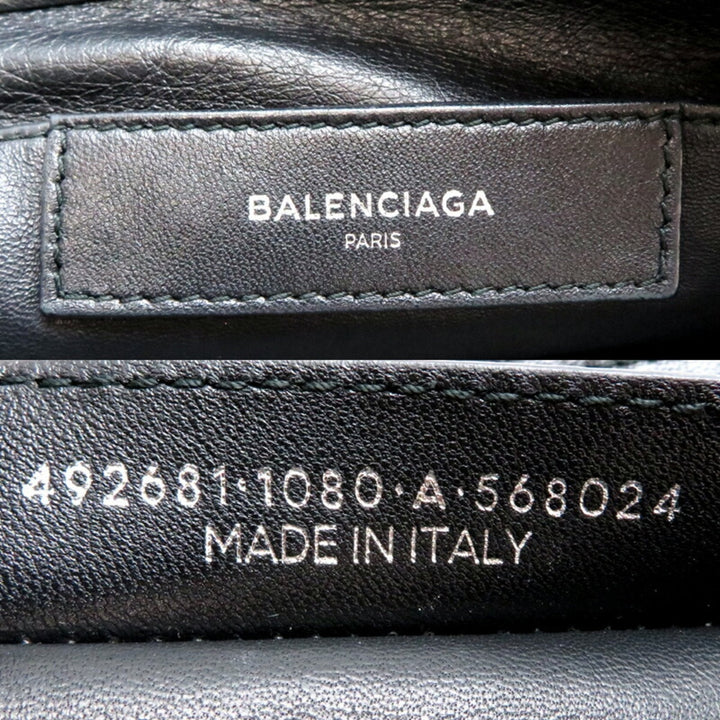 BALENCIAGA
PARIS
492681·1080·A·568024
MADE IN ITALY